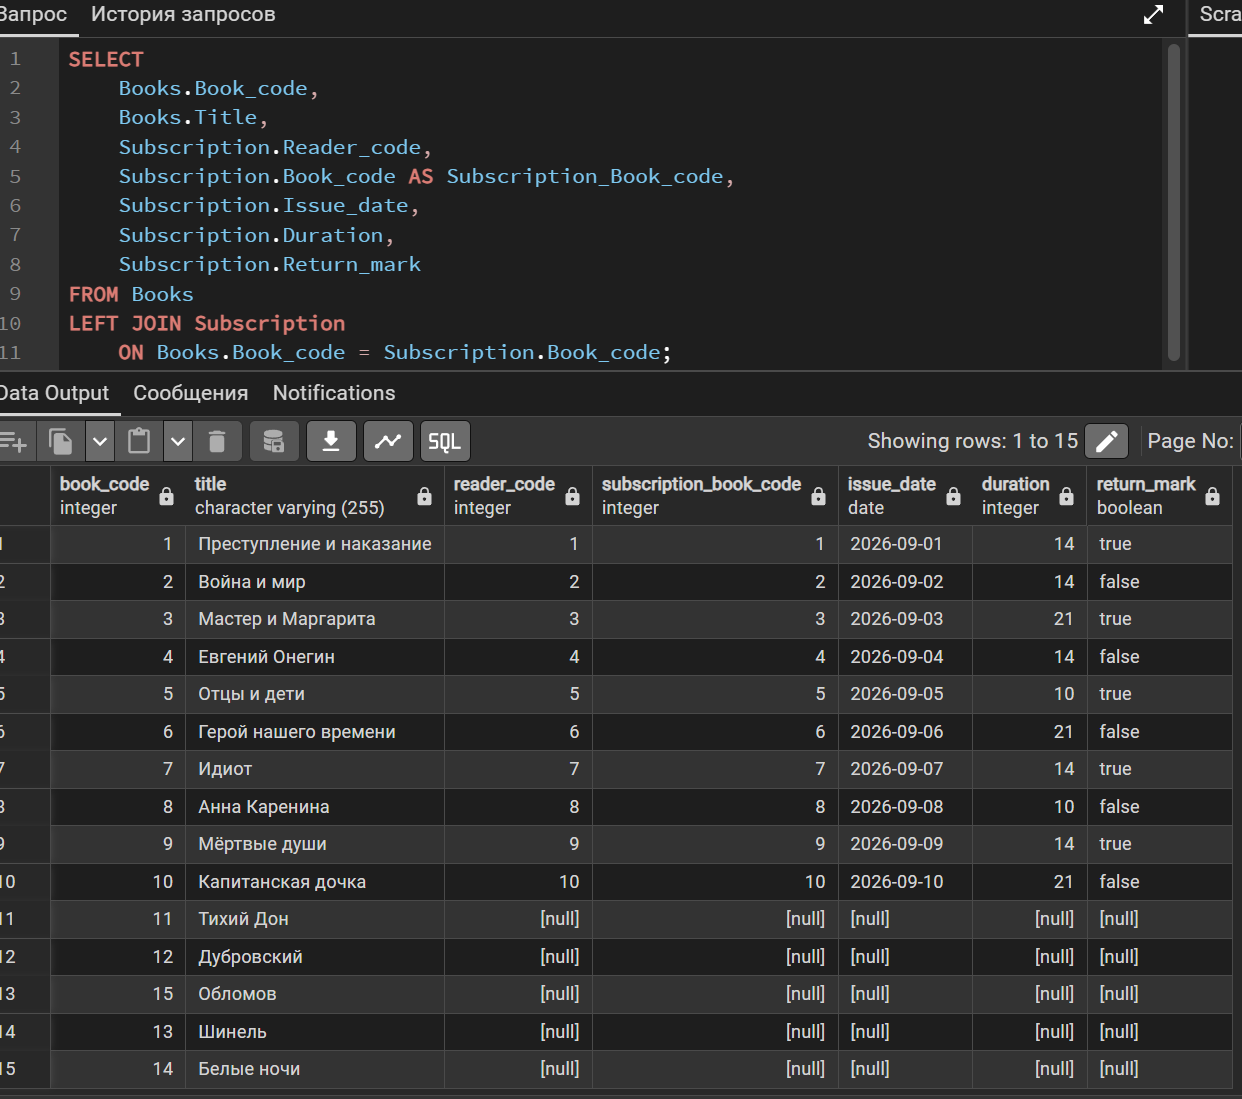 Запрос История запросов Scra
1 SELECT
2 Books.Book_code,
3 Books.Title,
4 Subscription.Reader_code,
5 Subscription.Book_code AS Subscription_Book_code,
6 Subscription.Issue_date,
7 Subscription.Duration,
8 Subscription.Return_mark
9 FROM Books
10 LEFT JOIN Subscription
11 ON Books.Book_code = Subscription.Book_code;
Data Output Сообщения Notifications
SQL Showing rows: 1 to 15 Page No:
book_code title reader_code subscription_book_code issue_date duration return_mark
integer character varying (255) integer integer date integer boolean
1 1 Преступление и наказание 1 1 2026-09-01 14 true
2 2 Война и мир 2 2 2026-09-02 14 false
3 3 Мастер и Маргарита 3 3 2026-09-03 21 true
4 4 Евгений Онегин 4 4 2026-09-04 14 false
5 5 Отцы и дети 5 5 2026-09-05 10 true
6 6 Герой нашего времени 6 6 2026-09-06 21 false
7 7 Идиот 7 7 2026-09-07 14 true
8 8 Анна Каренина 8 8 2026-09-08 10 false
9 9 Мёртвые души 9 9 2026-09-09 14 true
10 10 Капитанская дочка 10 10 2026-09-10 21 false
11 11 Тихий Дон [null] [null] [null] [null] [null]
12 12 Дубровский [null] [null] [null] [null] [null]
13 15 Обломов [null] [null] [null] [null] [null]
14 13 Шинель [null] [null] [null] [null] [null]
15 14 Белые ночи [null] [null] [null] [null] [null]